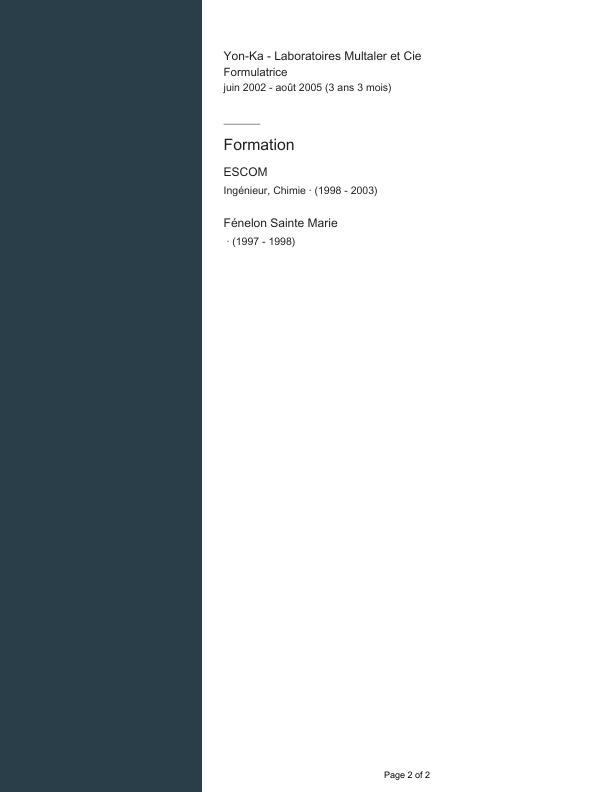 Yon-Ka - Laboratoires Multaler et Cie
Formulatrice
juin 2002 - août 2005 (3 ans 3 mois)
Formation
ESCOM
Ingénieur, Chimie · (1998 - 2003)
Fénelon Sainte Marie
· (1997 - 1998)
Page 2 of 2